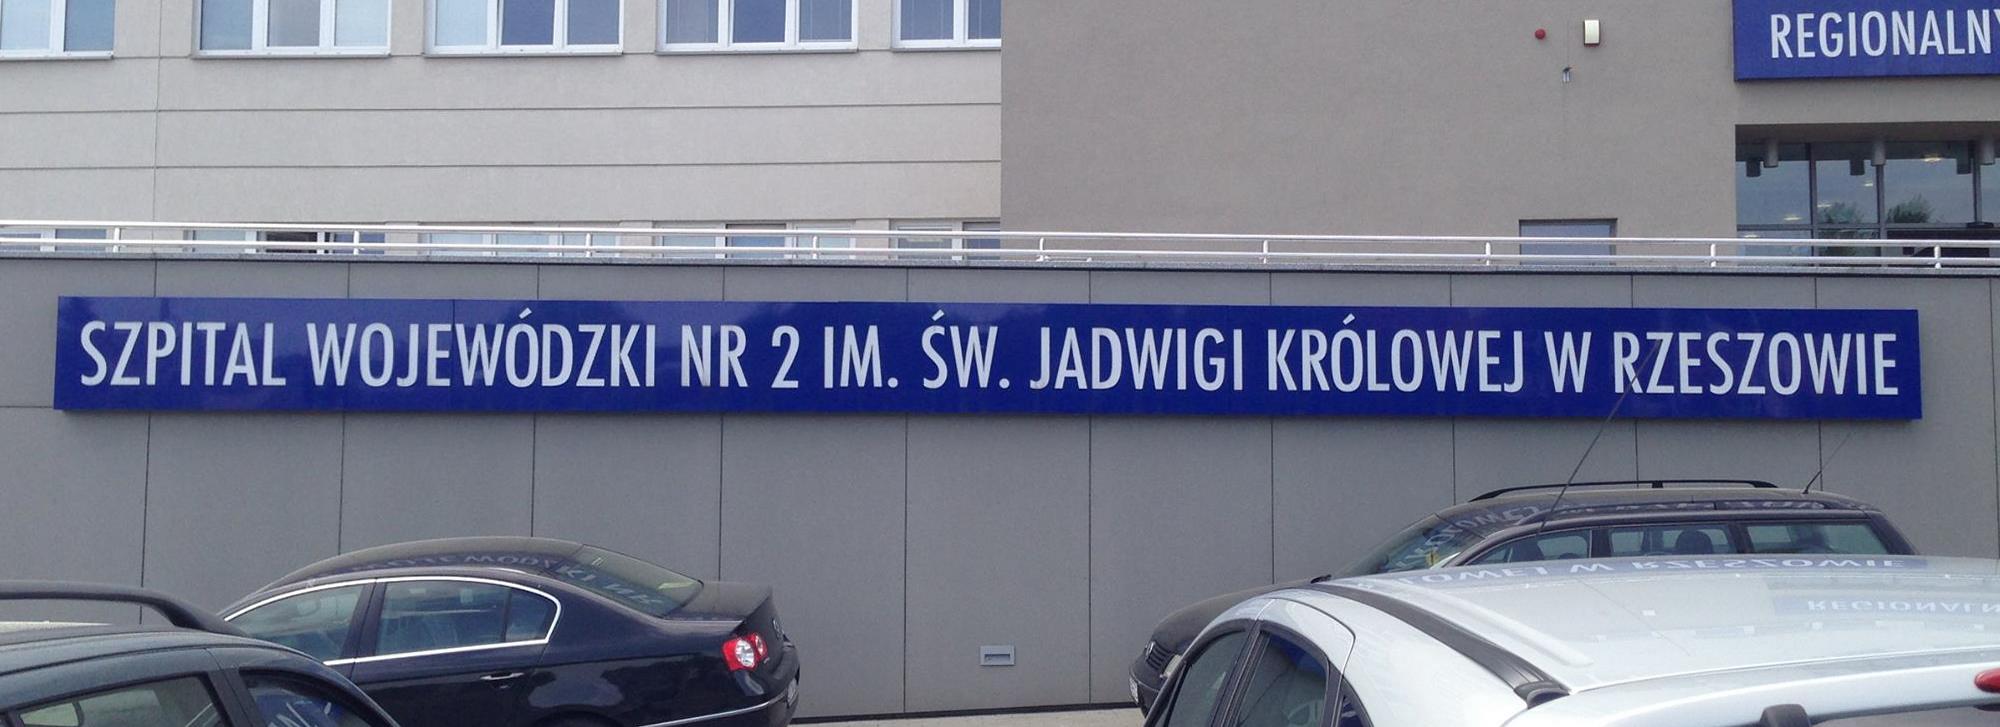 REGIONALNY
SZPITAL WOJEWÓDZKI NR 2 IM. ŚW. JADWIGI KRÓLOWEJ W RZESZOWIE